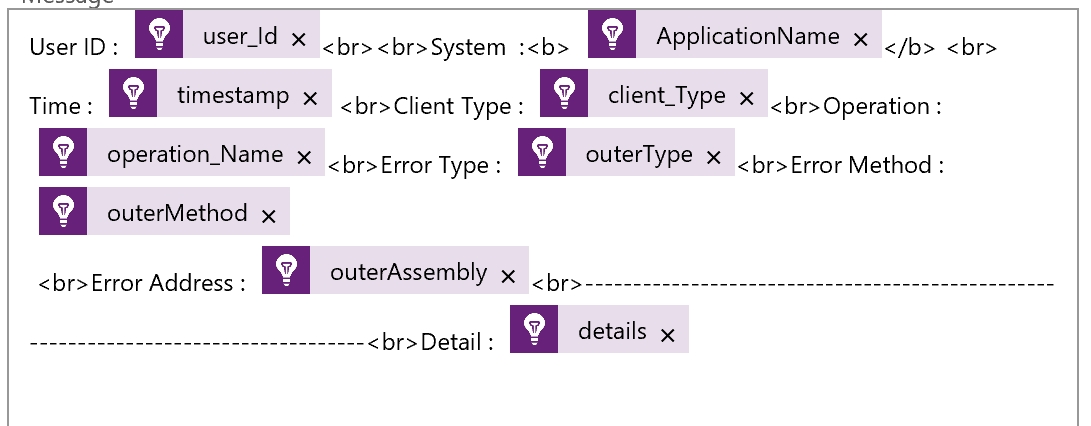 Message
User ID : user_Id × <br><br>System :<b> ApplicationName × </b> <br>
Time : timestamp × <br>Client Type : client_Type × <br>Operation :
operation_Name × <br>Error Type : outerType × <br>Error Method :
outerMethod ×
<br>Error Address : outerAssembly × <br>-------------------------------------------------
-----------------------------------<br>Detail : details ×